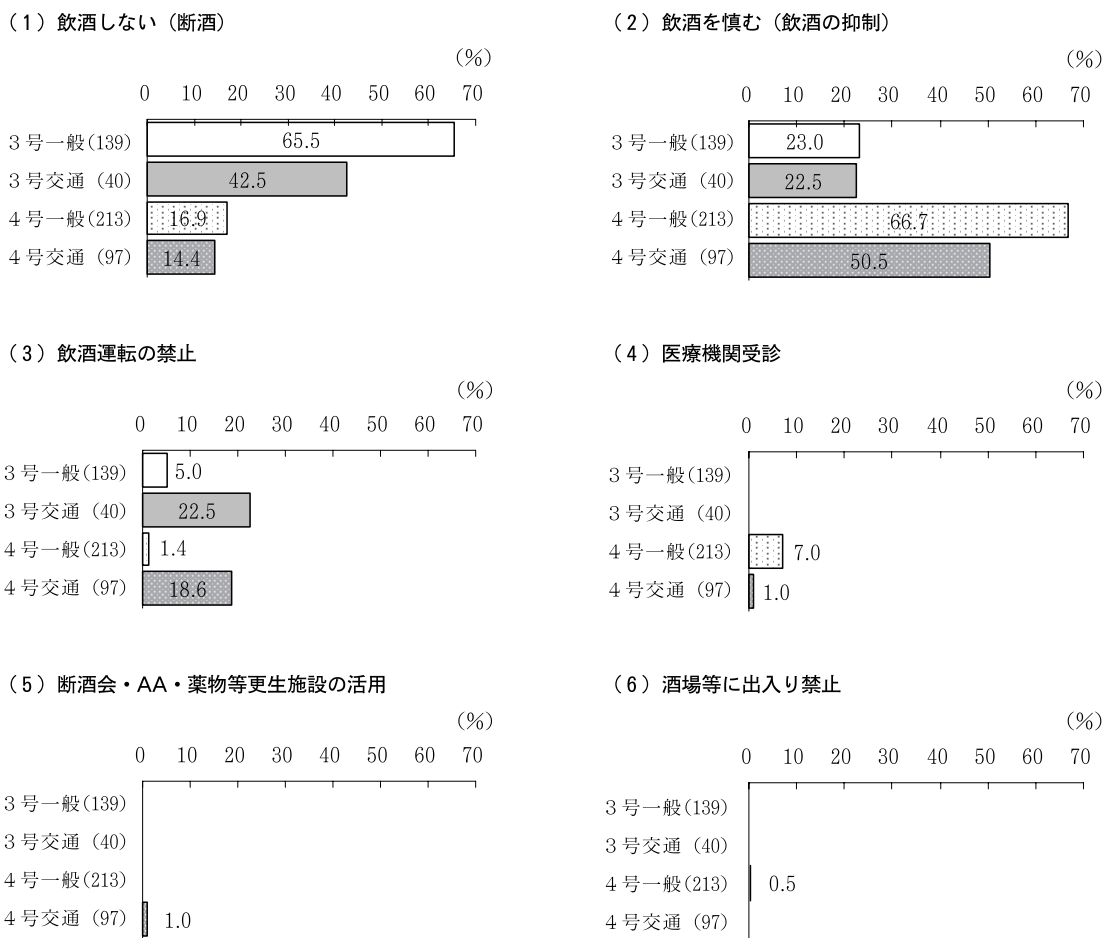 （1）飲酒しない（断酒）
(%)
0 10 20 30 40 50 60 70
3号一般(139) 65.5
3号交通 (40) 42.5
4号一般(213) 16.9
4号交通 (97) 14.4
（2）飲酒を慎む（飲酒の抑制）
(%)
0 10 20 30 40 50 60 70
3号一般(139) 23.0
3号交通 (40) 22.5
4号一般(213) 66.7
4号交通 (97) 50.5
（3）飲酒運転の禁止
(%)
0 10 20 30 40 50 60 70
3号一般(139) 5.0
3号交通 (40) 22.5
4号一般(213) 1.4
4号交通 (97) 18.6
（4）医療機関受診
(%)
0 10 20 30 40 50 60 70
3号一般(139)
3号交通 (40)
4号一般(213) 7.0
4号交通 (97) 1.0
（5）断酒会・AA・薬物等更生施設の活用
(%)
0 10 20 30 40 50 60 70
3号一般(139)
3号交通 (40)
4号一般(213)
4号交通 (97) 1.0
（6）酒場等に出入り禁止
(%)
0 10 20 30 40 50 60 70
3号一般(139)
3号交通 (40)
4号一般(213) 0.5
4号交通 (97)